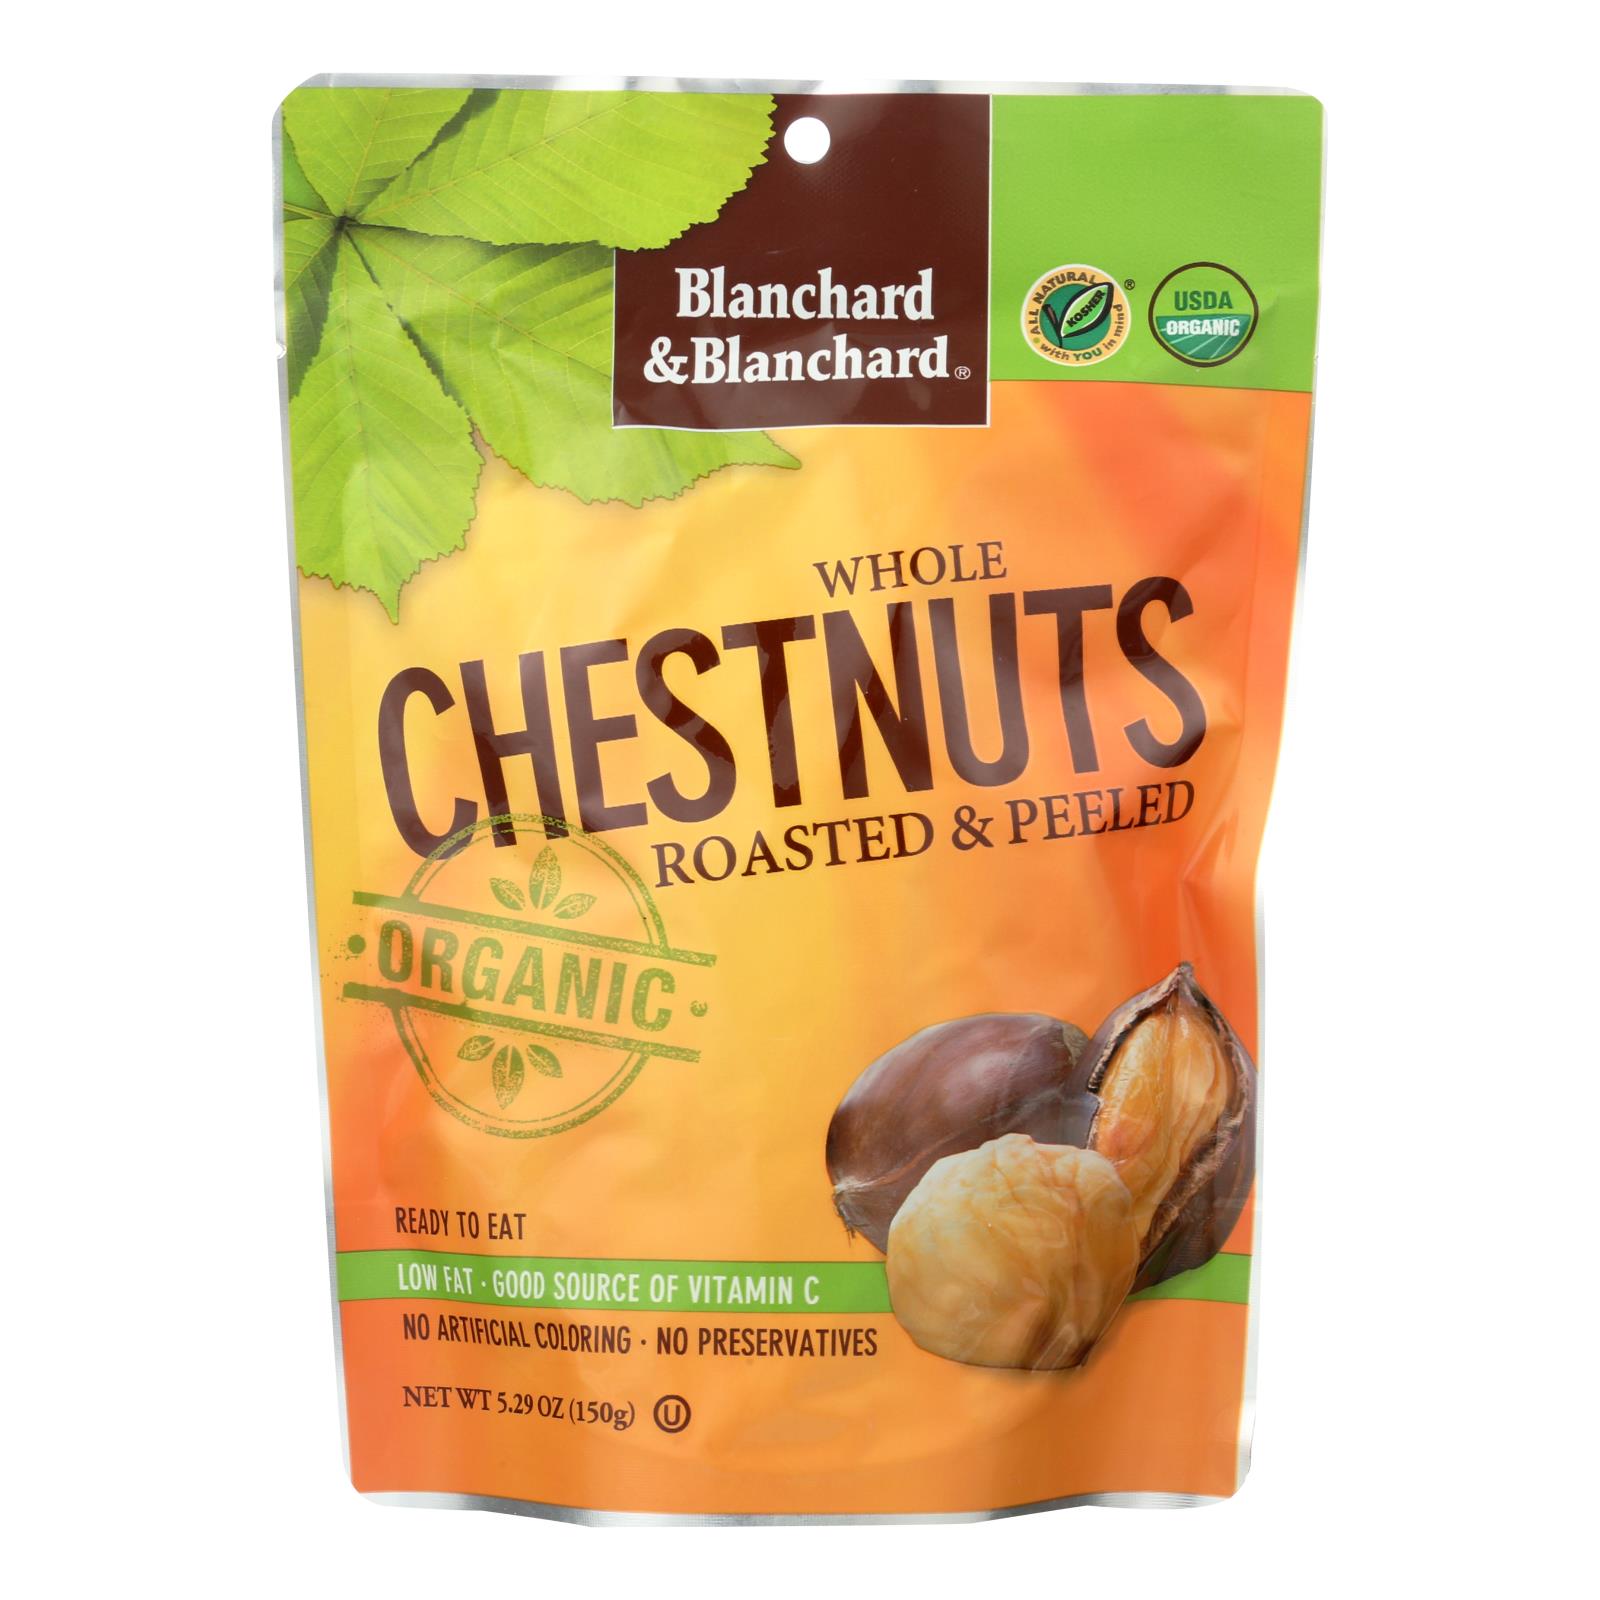 Blanchard
&Blanchard®
ALL NATURAL
KOSHER
with YOU in mind
®
USDA
ORGANIC
WHOLE
CHESTNUTS
ROASTED & PEELED
ORGANIC
READY TO EAT
LOW FAT · GOOD SOURCE OF VITAMIN C
NO ARTIFICIAL COLORING · NO PRESERVATIVES
NET WT 5.29 OZ (150g) U